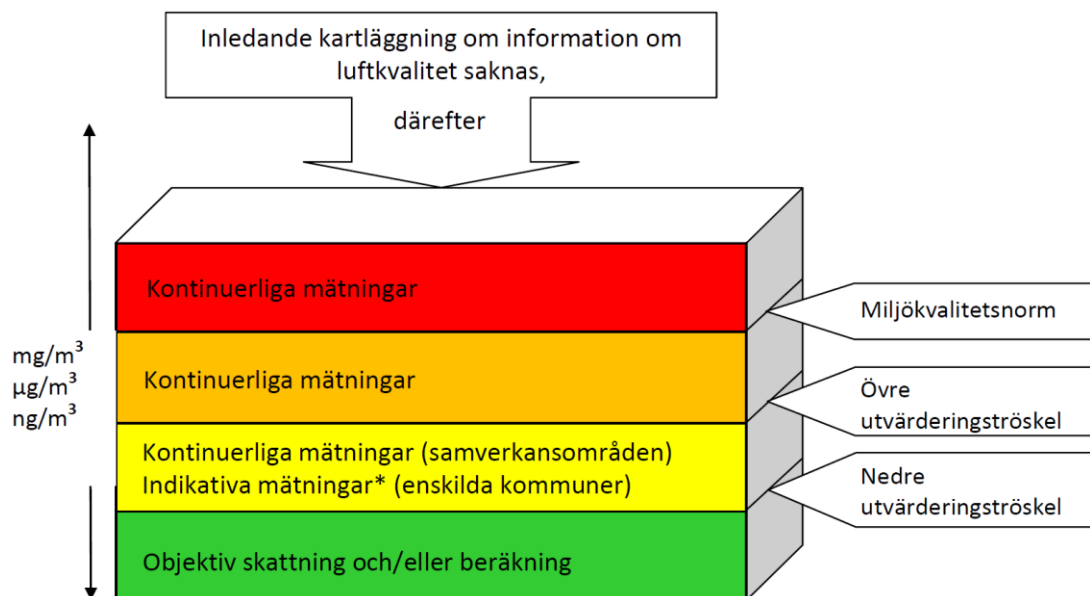 Inledande kartläggning om information om
luftkvalitet saknas,
därefter
Kontinuerliga mätningar
Miljökvalitetsnorm
mg/m³
µg/m³
ng/m³
Kontinuerliga mätningar
Övre
utvärderingströskel
Kontinuerliga mätningar (samverkansområden)
Indikativa mätningar* (enskilda kommuner)
Nedre
utvärderingströskel
Objektiv skattning och/eller beräkning